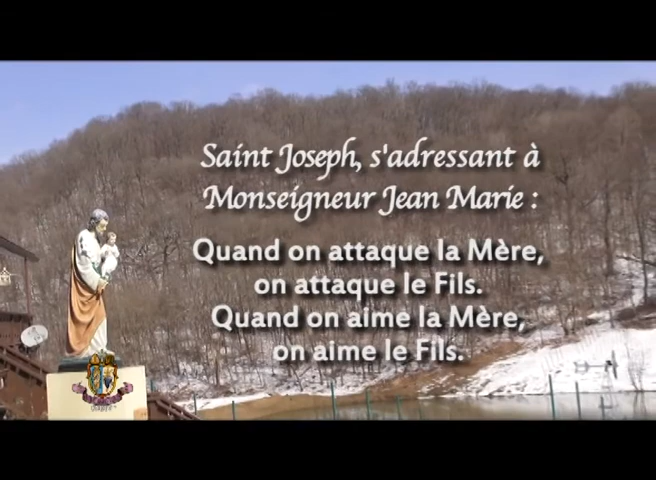 Saint Joseph, s'adressant à
Monseigneur Jean Marie :
Quand on attaque la Mère,
on attaque le Fils.
Quand on aime la Mère,
on aime le Fils.